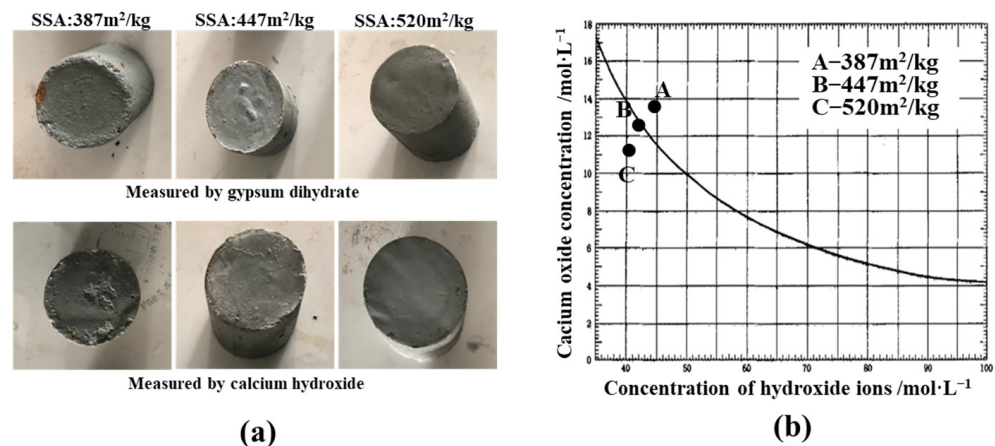 SSA:387m²/kg SSA:447m²/kg SSA:520m²/kg
Measured by gypsum dihydrate
Measured by calcium hydroxide
(a)
Cacium oxide concentration /mol·L⁻¹
18
16
14
12
10
8
6
4
2
0
A−387m²/kg
B−447m²/kg
C−520m²/kg
A
B
C
40 50 60 70 80 90 100
Concentration of hydroxide ions /mol·L⁻¹
(b)